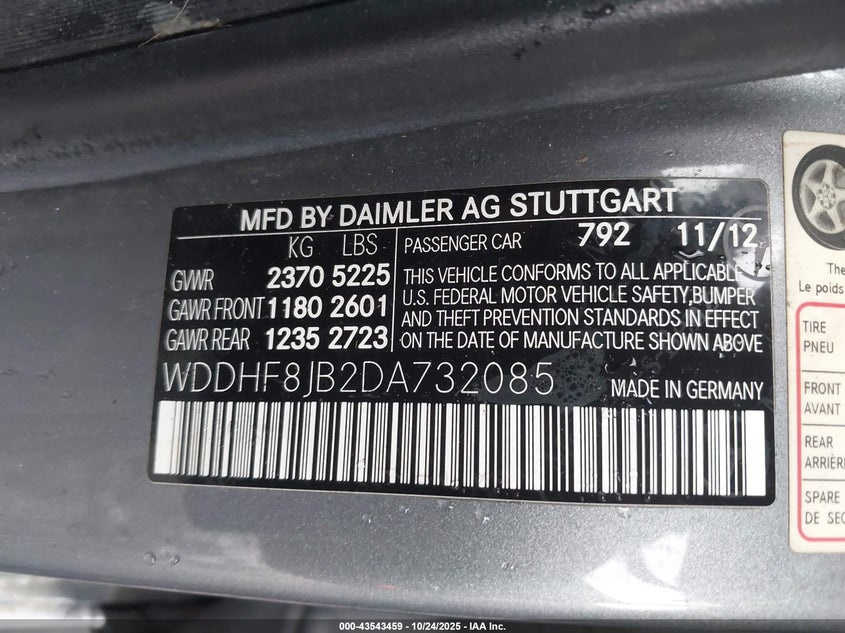 MFD BY DAIMLER AG STUTTGART
KG LBS
GWR 2370 5225
GAWR FRONT 1180 2601
GAWR REAR 1235 2723
PASSENGER CAR 792 11/12
THIS VEHICLE CONFORMS TO ALL APPLICABLE
U.S. FEDERAL MOTOR VEHICLE SAFETY,BUMPER
AND THEFT PREVENTION STANDARDS IN EFFECT
ON THE DATE OF MANUFACTURE SHOWN ABOVE
WDDHF8JB2DA732085 MADE IN GERMANY
The
Le poids
TIRE
PNEU
FRONT
AVANT
REAR
ARRIÈR
SPARE
DE SEC
000-43543459 - 10/24/2025 - IAA Inc.